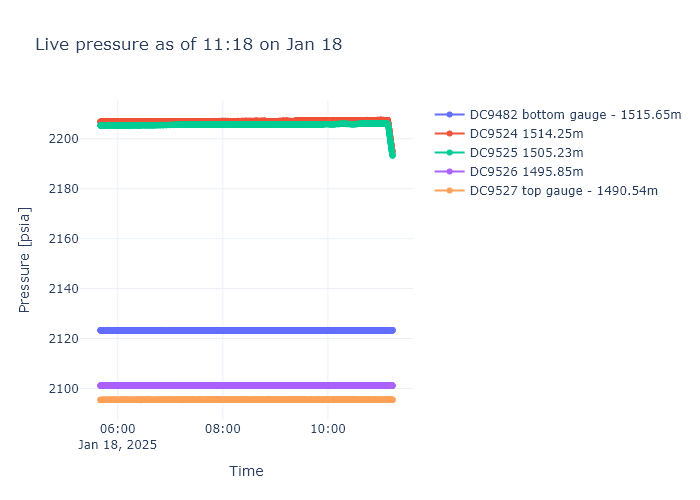 Live pressure as of 11:18 on Jan 18
DC9482 bottom gauge - 1515.65m
DC9524 1514.25m
DC9525 1505.23m
DC9526 1495.85m
DC9527 top gauge - 1490.54m
Pressure [psia]
2200
2180
2160
2140
2120
2100
06:00
08:00
10:00
Jan 18, 2025
Time